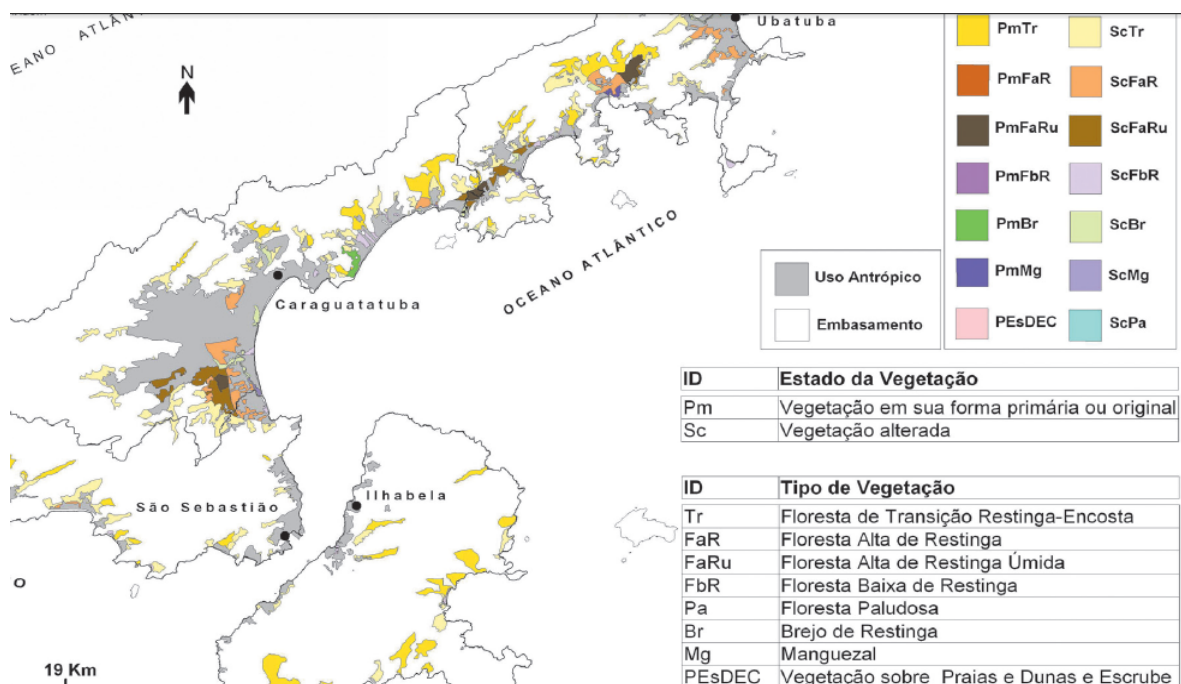 EANO ATLÂN
N
Ubatuba
OCEANO ATLÂNTICO
Caraguatatuba
São Sebastião
Ilhabela
O
19 Km
PmTr ScTr
PmFaR ScFaR
PmFaRu ScFaRu
PmFbR ScFbR
PmBr ScBr
PmMg ScMg
PEsDEC ScPa
Uso Antrópico
Embasamento
ID Estado da Vegetação
Pm Vegetação em sua forma primária ou original
Sc Vegetação alterada
ID Tipo de Vegetação
Tr Floresta de Transição Restinga-Encosta
FaR Floresta Alta de Restinga
FaRu Floresta Alta de Restinga Úmida
FbR Floresta Baixa de Restinga
Pa Floresta Paludosa
Br Brejo de Restinga
Mg Manguezal
PEsDEC Vegetação sobre Praias e Dunas e Escrube